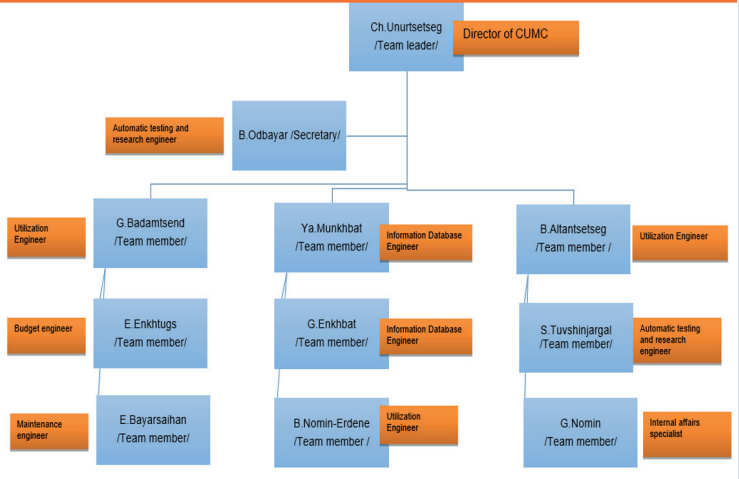 Ch.Unurtsetseg
/Team leader/
Director of CUMC
Automatic testing and
research engineer
B.Odbayar /Secretary/
Utilization
Engineer
G.Badamtsend
/Team member/
Ya.Munkhbat
/Team member/
Information Database
Engineer
B.Altantsetseg
/Team member /
Utilization Engineer
Budget engineer
E.Enkhtugs
/Team member/
G.Enkhbat
/Team member/
Information Database
Engineer
S.Tuvshinjargal
/Team member/
Automatic testing
and research
engineer
Maintenance
engineer
E.Bayarsaihan
/Team member/
B.Nomin-Erdene
/Team member /
Utilization
Engineer
G.Nomin
/Team member/
Internal affairs
specialist